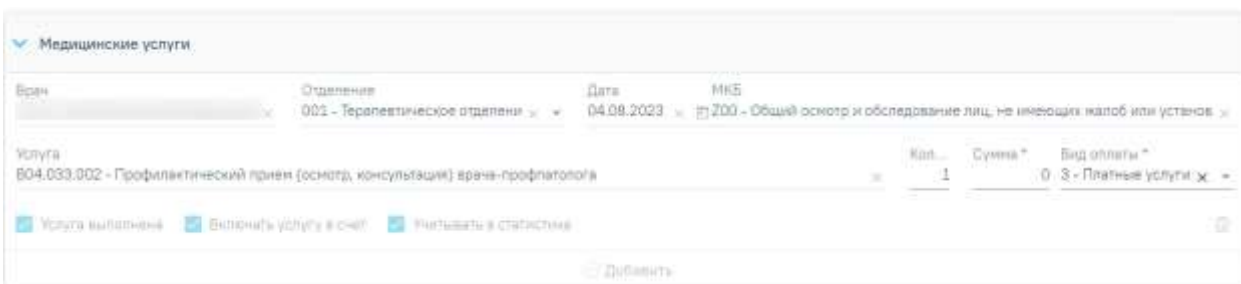 Медицинские услуги
Врач Отделение Дата МКБ
001 - Терапевтическое отделени 04.08.2023 Z00 - Общий осмотр и обследование лиц, не имеющих жалоб или установ
Услуга Кол... Сумма * Вид оплаты *
B04.033.002 - Профилактический прием (осмотр, консультация) врача-профпатолога 1 0 3 - Платные услуги
Услуга выполнена Включать услугу в счет Учитывать в статистике
Добавить